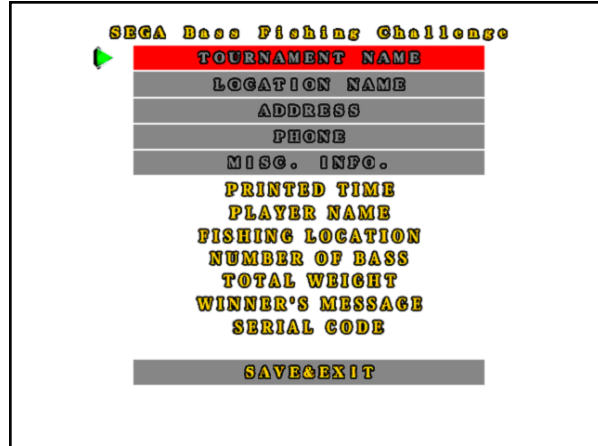 SEGA Bass Fishing Challenge
TOURNAMENT NAME
LOCATION NAME
ADDRESS
PHONE
MISC. INFO.
PRINTED TIME
PLAYER NAME
FISHING LOCATION
NUMBER OF BASS
TOTAL WEIGHT
WINNER'S MESSAGE
SERIAL CODE
SAVE&EXIT